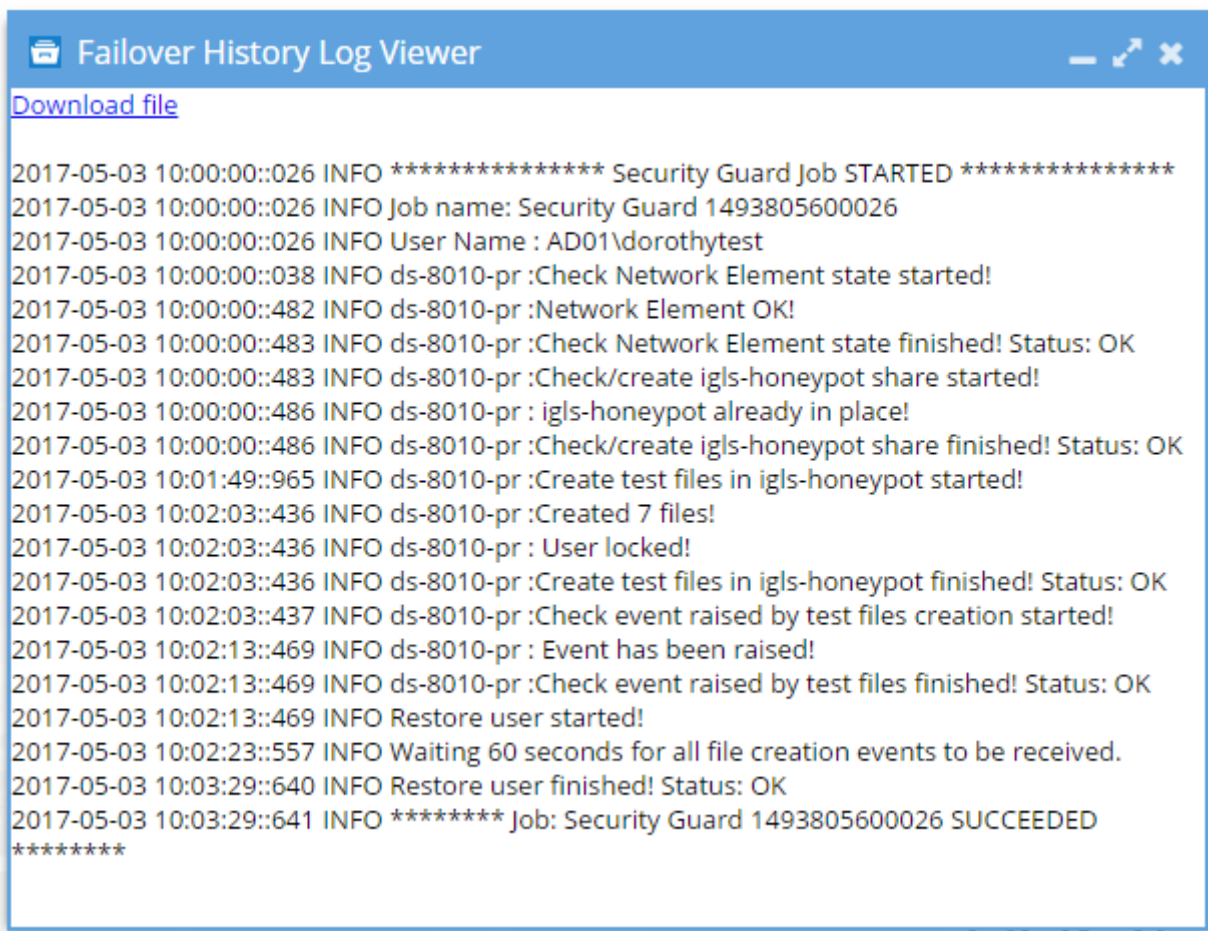 Failover History Log Viewer
Download file
2017-05-03 10:00:00::026 INFO *************** Security Guard Job STARTED ***************
2017-05-03 10:00:00::026 INFO Job name: Security Guard 1493805600026
2017-05-03 10:00:00::026 INFO User Name : AD01\dorothytest
2017-05-03 10:00:00::038 INFO ds-8010-pr :Check Network Element state started!
2017-05-03 10:00:00::482 INFO ds-8010-pr :Network Element OK!
2017-05-03 10:00:00::483 INFO ds-8010-pr :Check Network Element state finished! Status: OK
2017-05-03 10:00:00::483 INFO ds-8010-pr :Check/create igls-honeypot share started!
2017-05-03 10:00:00::486 INFO ds-8010-pr : igls-honeypot already in place!
2017-05-03 10:00:00::486 INFO ds-8010-pr :Check/create igls-honeypot share finished! Status: OK
2017-05-03 10:01:49::965 INFO ds-8010-pr :Create test files in igls-honeypot started!
2017-05-03 10:02:03::436 INFO ds-8010-pr :Created 7 files!
2017-05-03 10:02:03::436 INFO ds-8010-pr : User locked!
2017-05-03 10:02:03::436 INFO ds-8010-pr :Create test files in igls-honeypot finished! Status: OK
2017-05-03 10:02:03::437 INFO ds-8010-pr :Check event raised by test files creation started!
2017-05-03 10:02:13::469 INFO ds-8010-pr : Event has been raised!
2017-05-03 10:02:13::469 INFO ds-8010-pr :Check event raised by test files finished! Status: OK
2017-05-03 10:02:13::469 INFO Restore user started!
2017-05-03 10:02:23::557 INFO Waiting 60 seconds for all file creation events to be received.
2017-05-03 10:03:29::640 INFO Restore user finished! Status: OK
2017-05-03 10:03:29::641 INFO ******** Job: Security Guard 1493805600026 SUCCEEDED
********